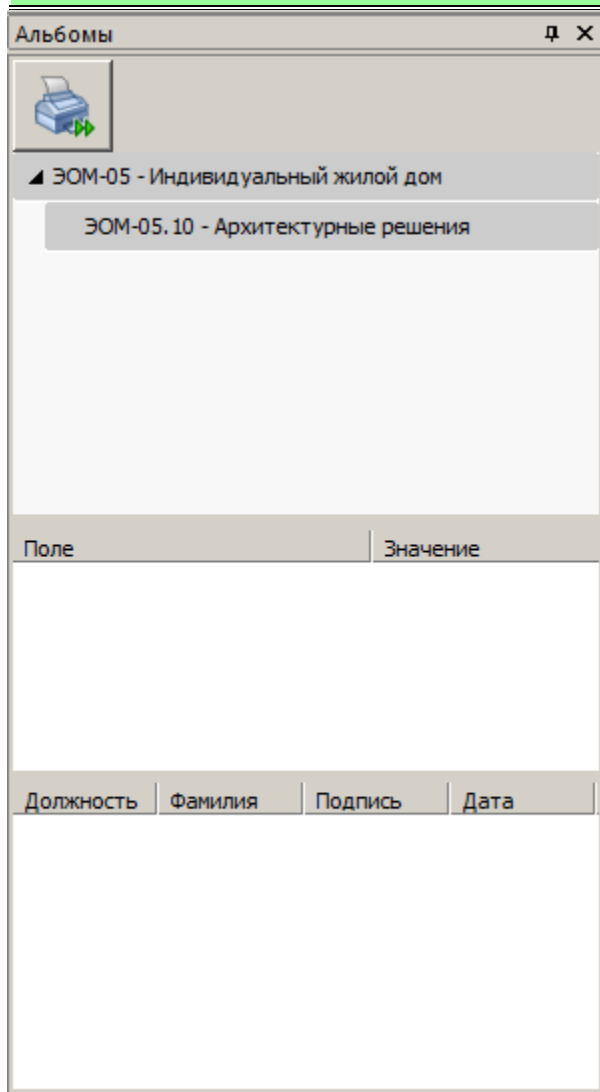 Альбомы
ЭОМ-05 - Индивидуальный жилой дом
ЭОМ-05.10 - Архитектурные решения
Поле Значение
Должность Фамилия Подпись Дата